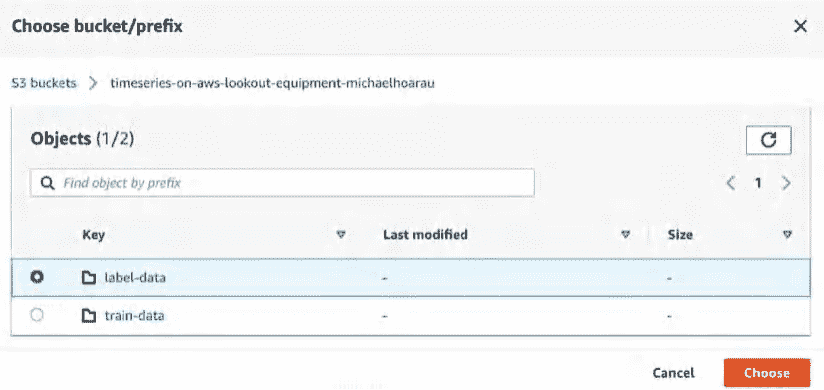 Choose bucket/prefix
S3 buckets > timeseries-on-aws-lookout-equipment-michaelhoarau
Objects (1/2)
Find object by prefix
< 1 >
Key Last modified Size
label-data - -
train-data - -
Cancel Choose